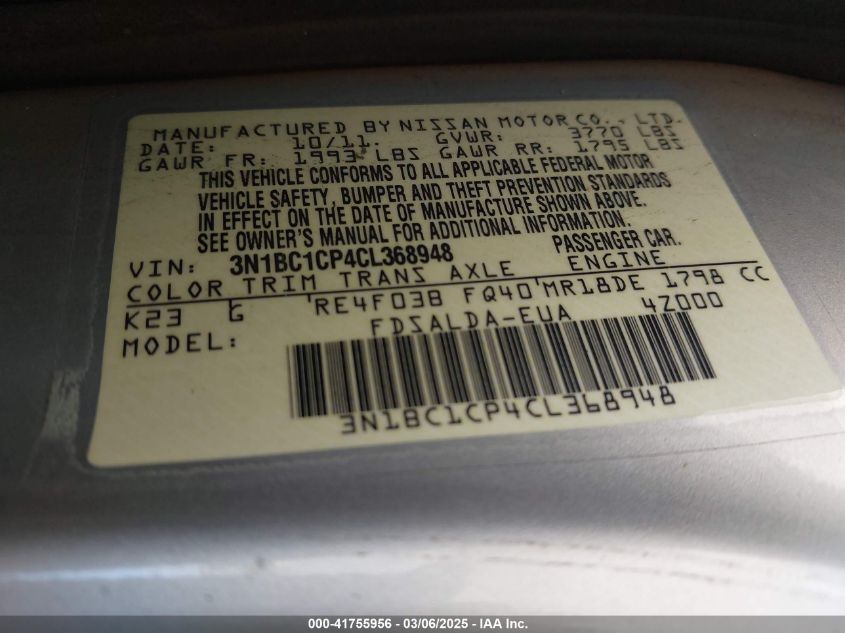 MANUFACTURED BY NISSAN MOTOR CO., LTD.
DATE: 10/11. GVWR: 3770 LBS
GAWR FR: 1993 LBS GAWR RR: 1795 LBS
THIS VEHICLE CONFORMS TO ALL APPLICABLE FEDERAL MOTOR
VEHICLE SAFETY, BUMPER AND THEFT PREVENTION STANDARDS
IN EFFECT ON THE DATE OF MANUFACTURE SHOWN ABOVE.
SEE OWNER'S MANUAL FOR ADDITIONAL INFORMATION.
VIN: 3N1BC1CP4CL368948 PASSENGER CAR.
COLOR TRIM TRANS AXLE ENGINE
K23 G RE4F03B FQ40 MR18DE 1798 CC
MODEL: FDSALDA-EUA 4Z000
3N1BC1CP4CL368948
000-41755956 - 03/06/2025 - IAA Inc.